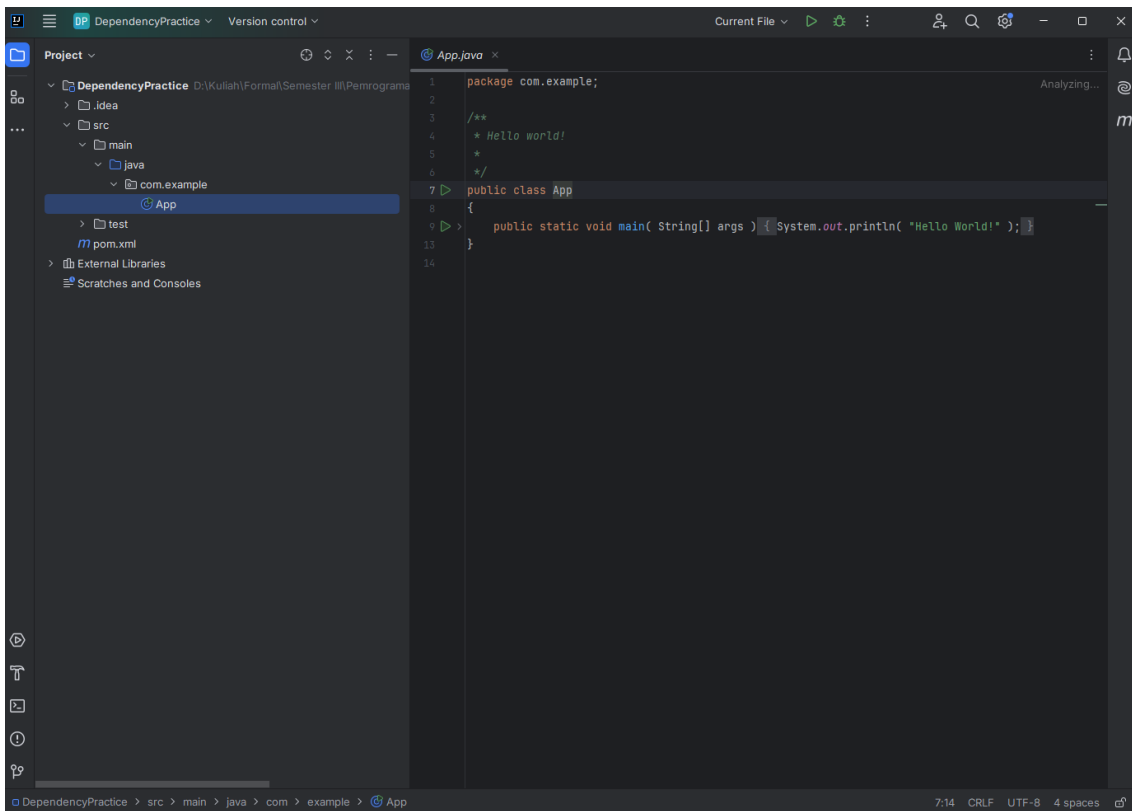 DP DependencyPractice Version control Current File
Project
DependencyPractice D:\Kuliah\Formal\Semester III\Pemrograma
.idea
src
main
java
com.example
App
test
m pom.xml
External Libraries
Scratches and Consoles
App.java
Analyzing...
1 package com.example;
2
3 /**
4 * Hello world!
5 *
6 */
7 public class App
8 {
9 public static void main( String[] args ) { System.out.println( "Hello World!" ); }
13 }
14
m
DependencyPractice > src > main > java > com > example > App 7:14 CRLF UTF-8 4 spaces